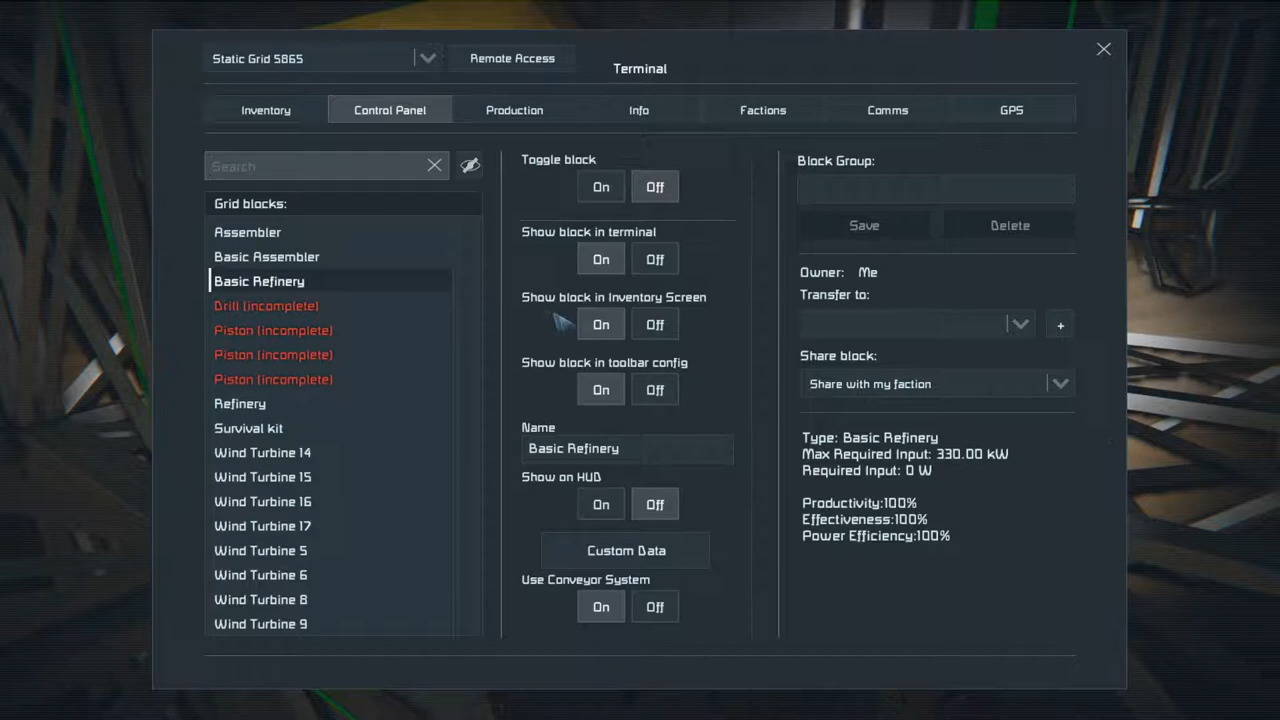 Static Grid 5865
Remote Access
Terminal
Inventory
Control Panel
Production
Info
Factions
Comms
GPS
Search
Grid blocks:
Assembler
Basic Assembler
Basic Refinery
Drill (incomplete)
Piston (incomplete)
Piston (incomplete)
Piston (incomplete)
Refinery
Survival kit
Wind Turbine 14
Wind Turbine 15
Wind Turbine 16
Wind Turbine 17
Wind Turbine 5
Wind Turbine 6
Wind Turbine 8
Wind Turbine 9
Toggle block
On Off
Show block in terminal
On Off
Show block in Inventory Screen
On Off
Show block in toolbar config
On Off
Name
Basic Refinery
Show on HUD
On Off
Custom Data
Use Conveyor System
On Off
Block Group:
Save Delete
Owner: Me
Transfer to:
+
Share block:
Share with my faction
Type: Basic Refinery
Max Required Input: 330.00 kW
Required Input: 0 W
Productivity:100%
Effectiveness:100%
Power Efficiency:100%